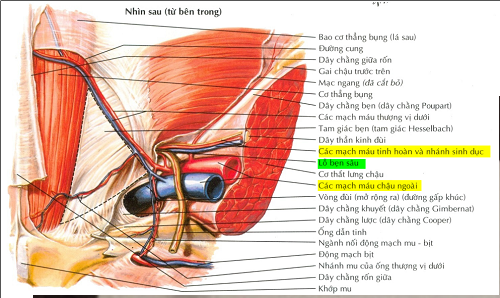 Nhìn sau (từ bên trong)
Bao cơ thẳng bụng (lá sau)
Đường cung
Dây chằng giữa rốn
Gai chậu trước trên
Mạc ngang (đã cắt bỏ)
Cơ thẳng bụng
Dây chằng bẹn (dây chằng Poupart)
Các mạch máu thượng vị dưới
Tam giác bẹn (tam giác Hesselbach)
Dây thần kinh đùi
Các mạch máu tinh hoàn và nhánh sinh dục
Lỗ bẹn sâu
Cơ thắt lưng chậu
Các mạch máu chậu ngoài
Vòng đùi (mở rộng ra) (đường gấp khúc)
Dây chằng khuyết (dây chằng Gimbernat)
Dây chằng lược (dây chằng Cooper)
Ống dẫn tinh
Ngành nối động mạch mu - bịt
Động mạch bịt
Nhánh mu của ống thượng vị dưới
Dây chằng rốn giữa
Khớp mu